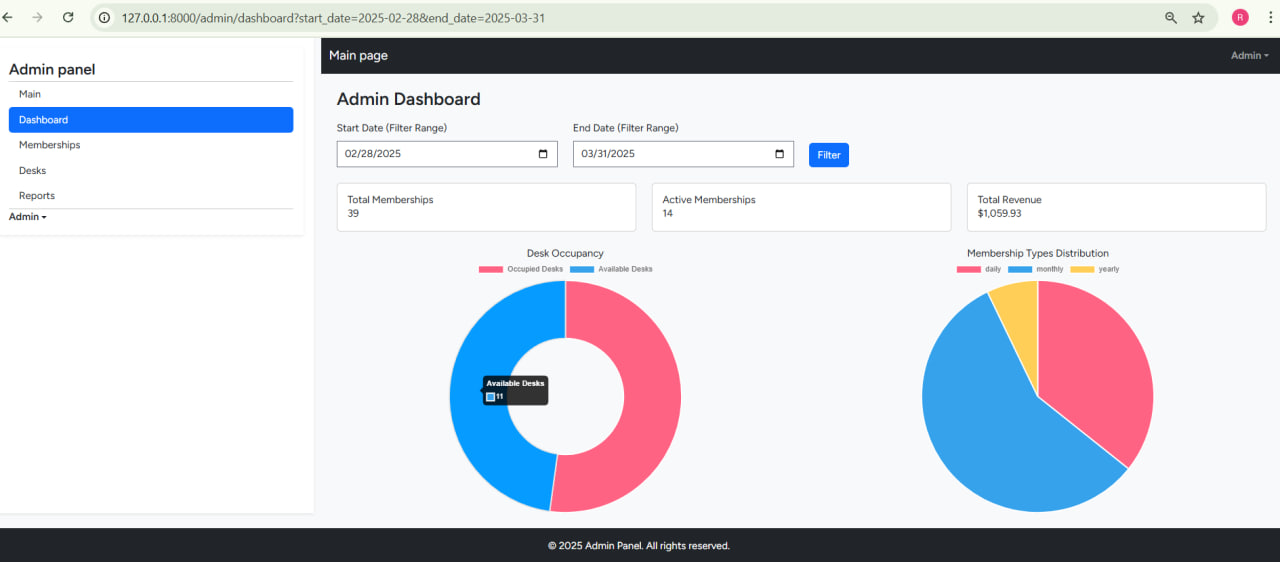 127.0.0.1:8000/admin/dashboard?start_date=2025-02-28&end_date=2025-03-31
R
Admin panel
Main
Dashboard
Memberships
Desks
Reports
Admin
Main page
Admin
Admin Dashboard
Start Date (Filter Range)
End Date (Filter Range)
02/28/2025
03/31/2025
Filter
Total Memberships
39
Active Memberships
14
Total Revenue
$1,059.93
Desk Occupancy
Occupied Desks
Available Desks
Available Desks
11
Membership Types Distribution
daily
monthly
yearly
© 2025 Admin Panel. All rights reserved.